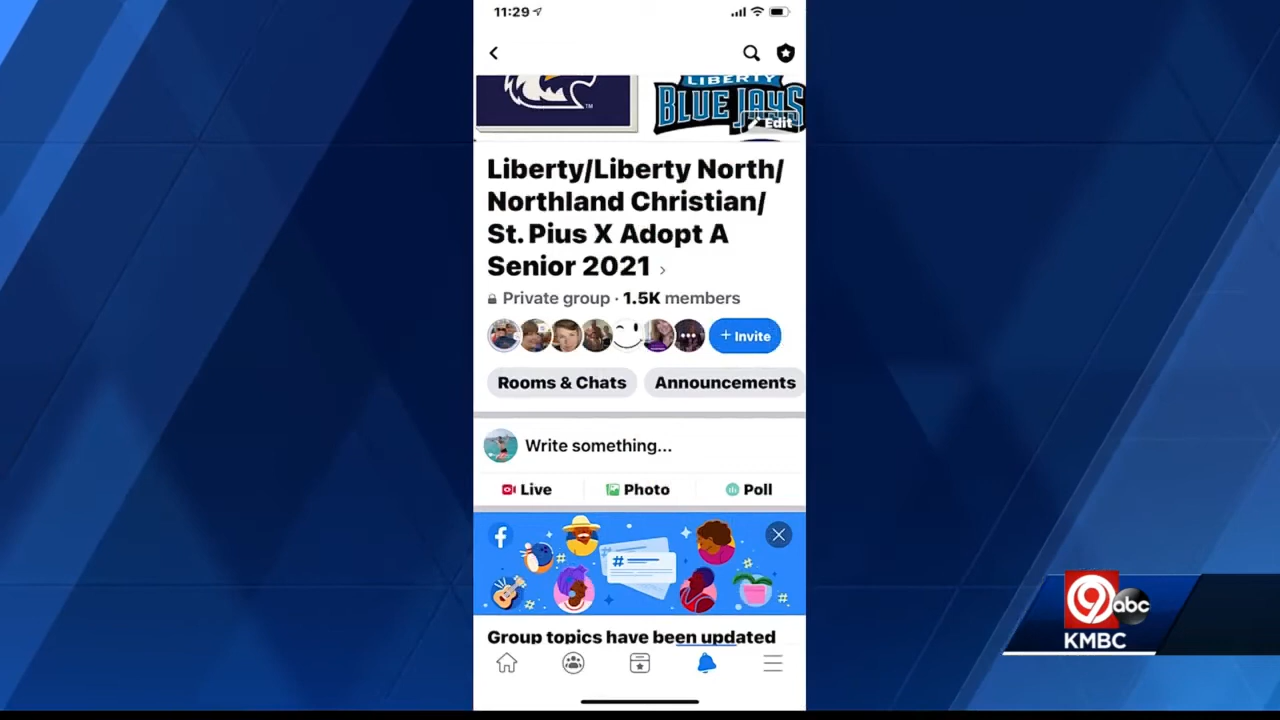 11:29
TM
LIBERTY
BLUE JAYS
Edit
Liberty/Liberty North/
Northland Christian/
St. Pius X Adopt A
Senior 2021
Private group · 1.5K members
+ Invite
Rooms & Chats
Announcements
Write something...
Live
Photo
Poll
f
#
Group topics have been updated
9
abc
KMBC